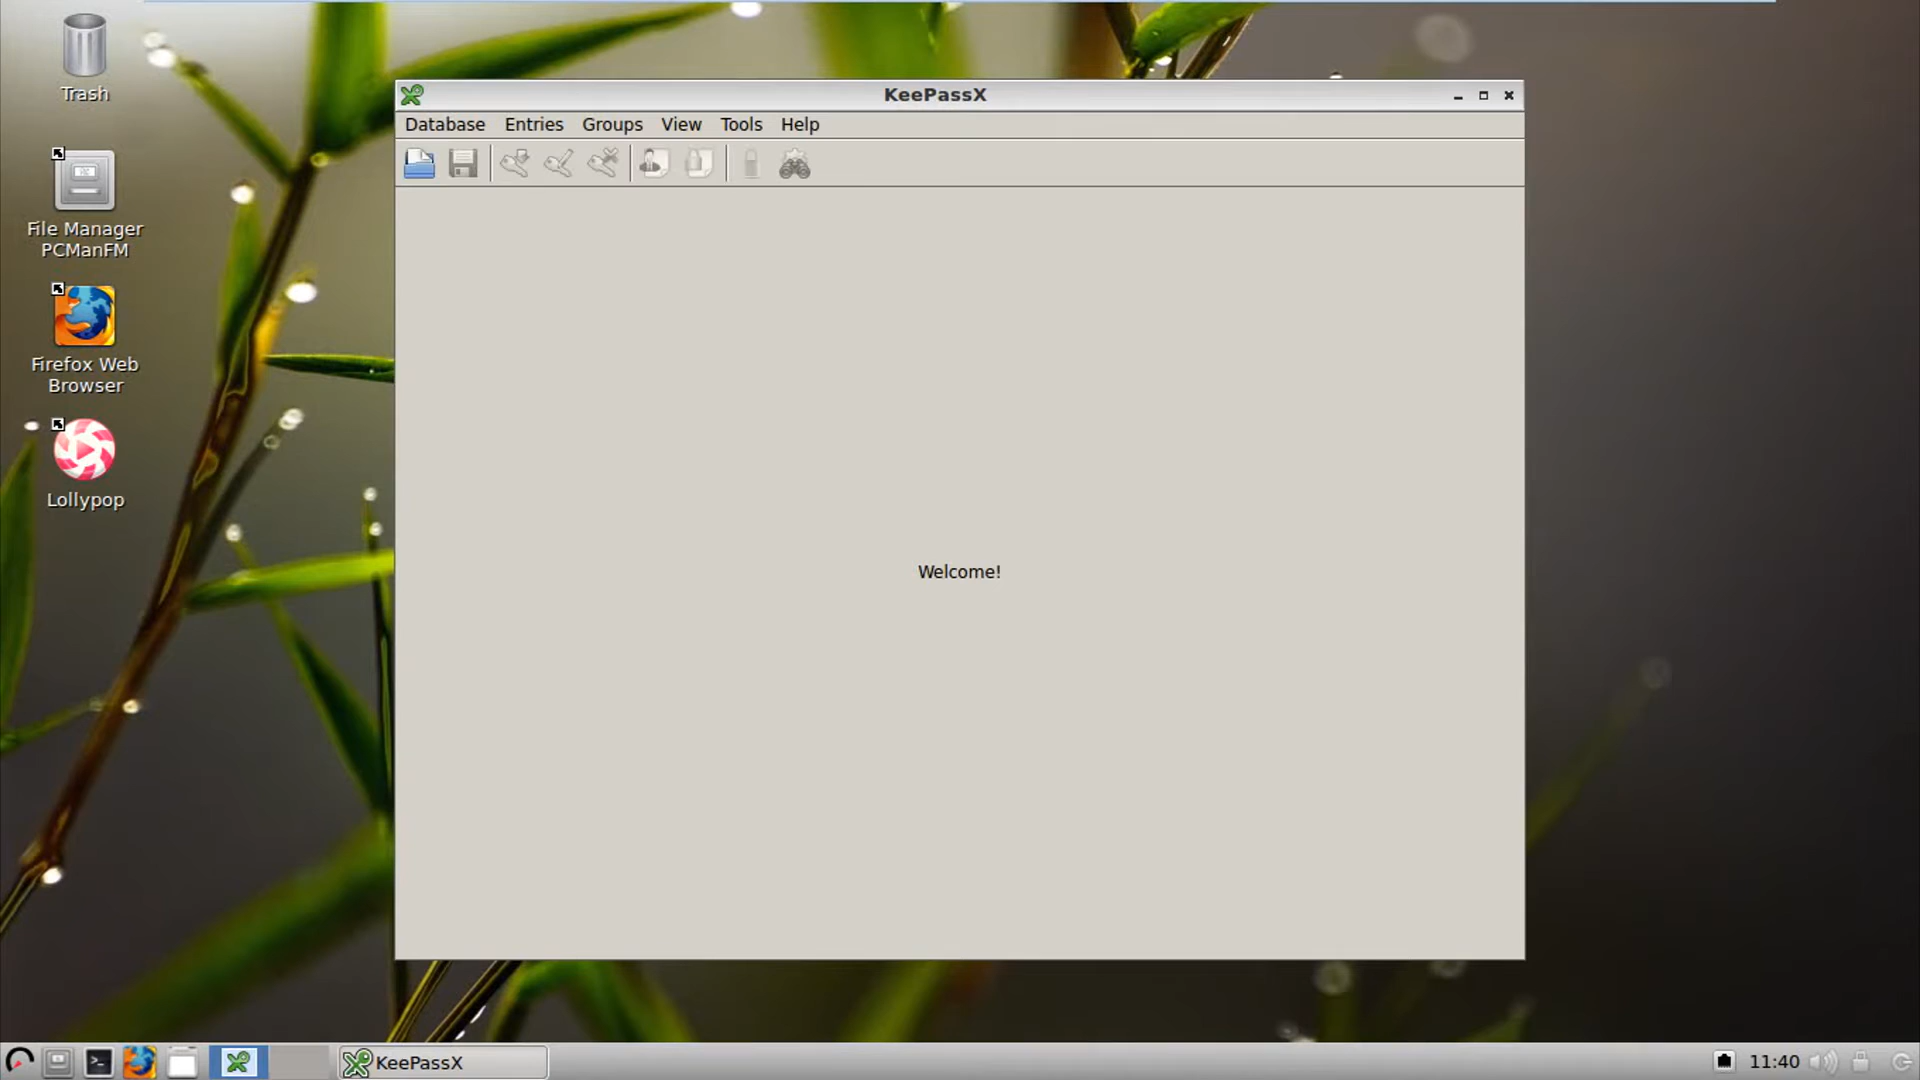 Trash
File Manager
PCManFM
Firefox Web
Browser
Lollypop
KeePassX
Database Entries Groups View Tools Help
Welcome!
KeePassX
11:40